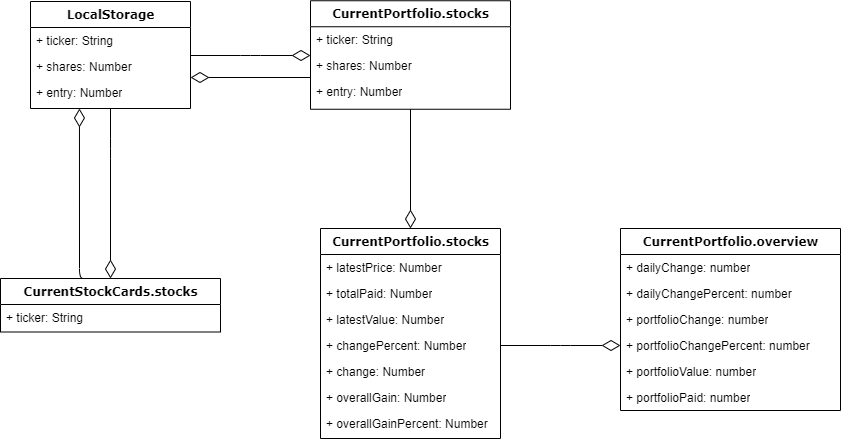 LocalStorage
+ ticker: String
+ shares: Number
+ entry: Number
CurrentPortfolio.stocks
+ ticker: String
+ shares: Number
+ entry: Number
CurrentStockCards.stocks
+ ticker: String
CurrentPortfolio.stocks
+ latestPrice: Number
+ totalPaid: Number
+ latestValue: Number
+ changePercent: Number
+ change: Number
+ overallGain: Number
+ overallGainPercent: Number
CurrentPortfolio.overview
+ dailyChange: number
+ dailyChangePercent: number
+ portfolioChange: number
+ portfolioChangePercent: number
+ portfolioValue: number
+ portfolioPaid: number